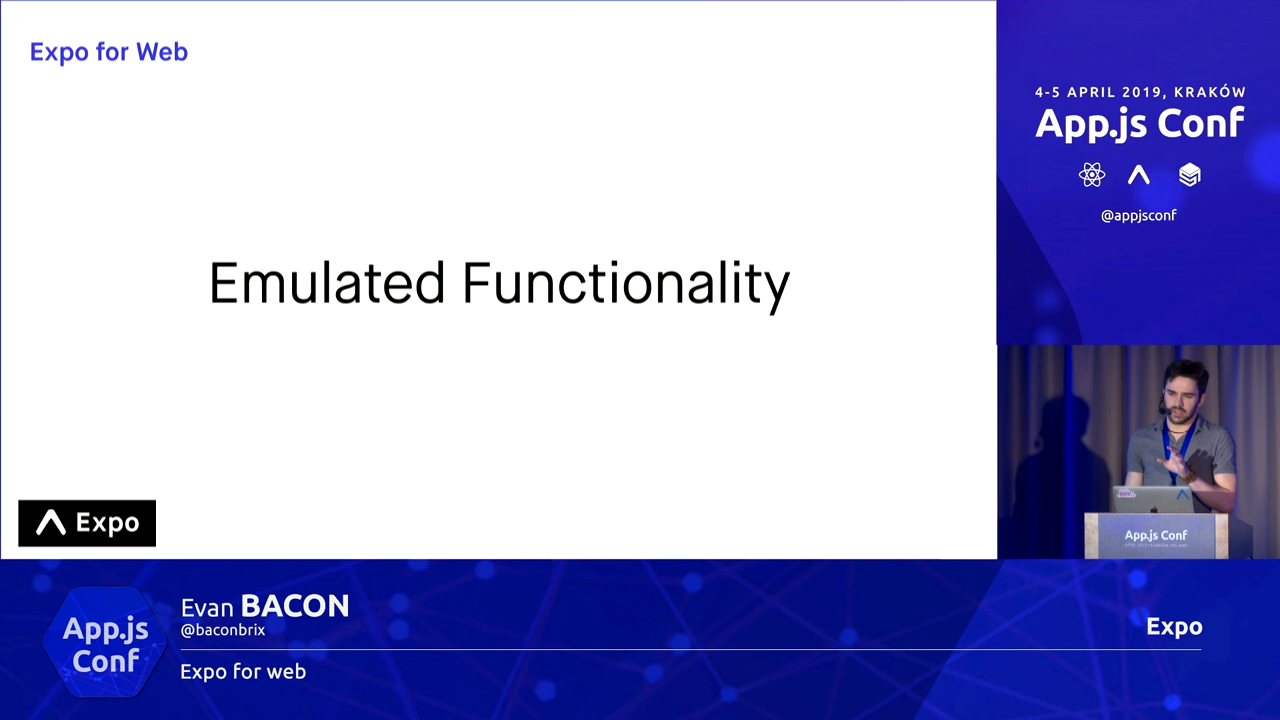 Expo for Web
Emulated Functionality
Expo
4-5 APRIL 2019, KRAKÓW
App.js Conf
@appjsconf
App.js Conf
App.js
Conf
Evan BACON
@baconbrix
Expo for web
Expo